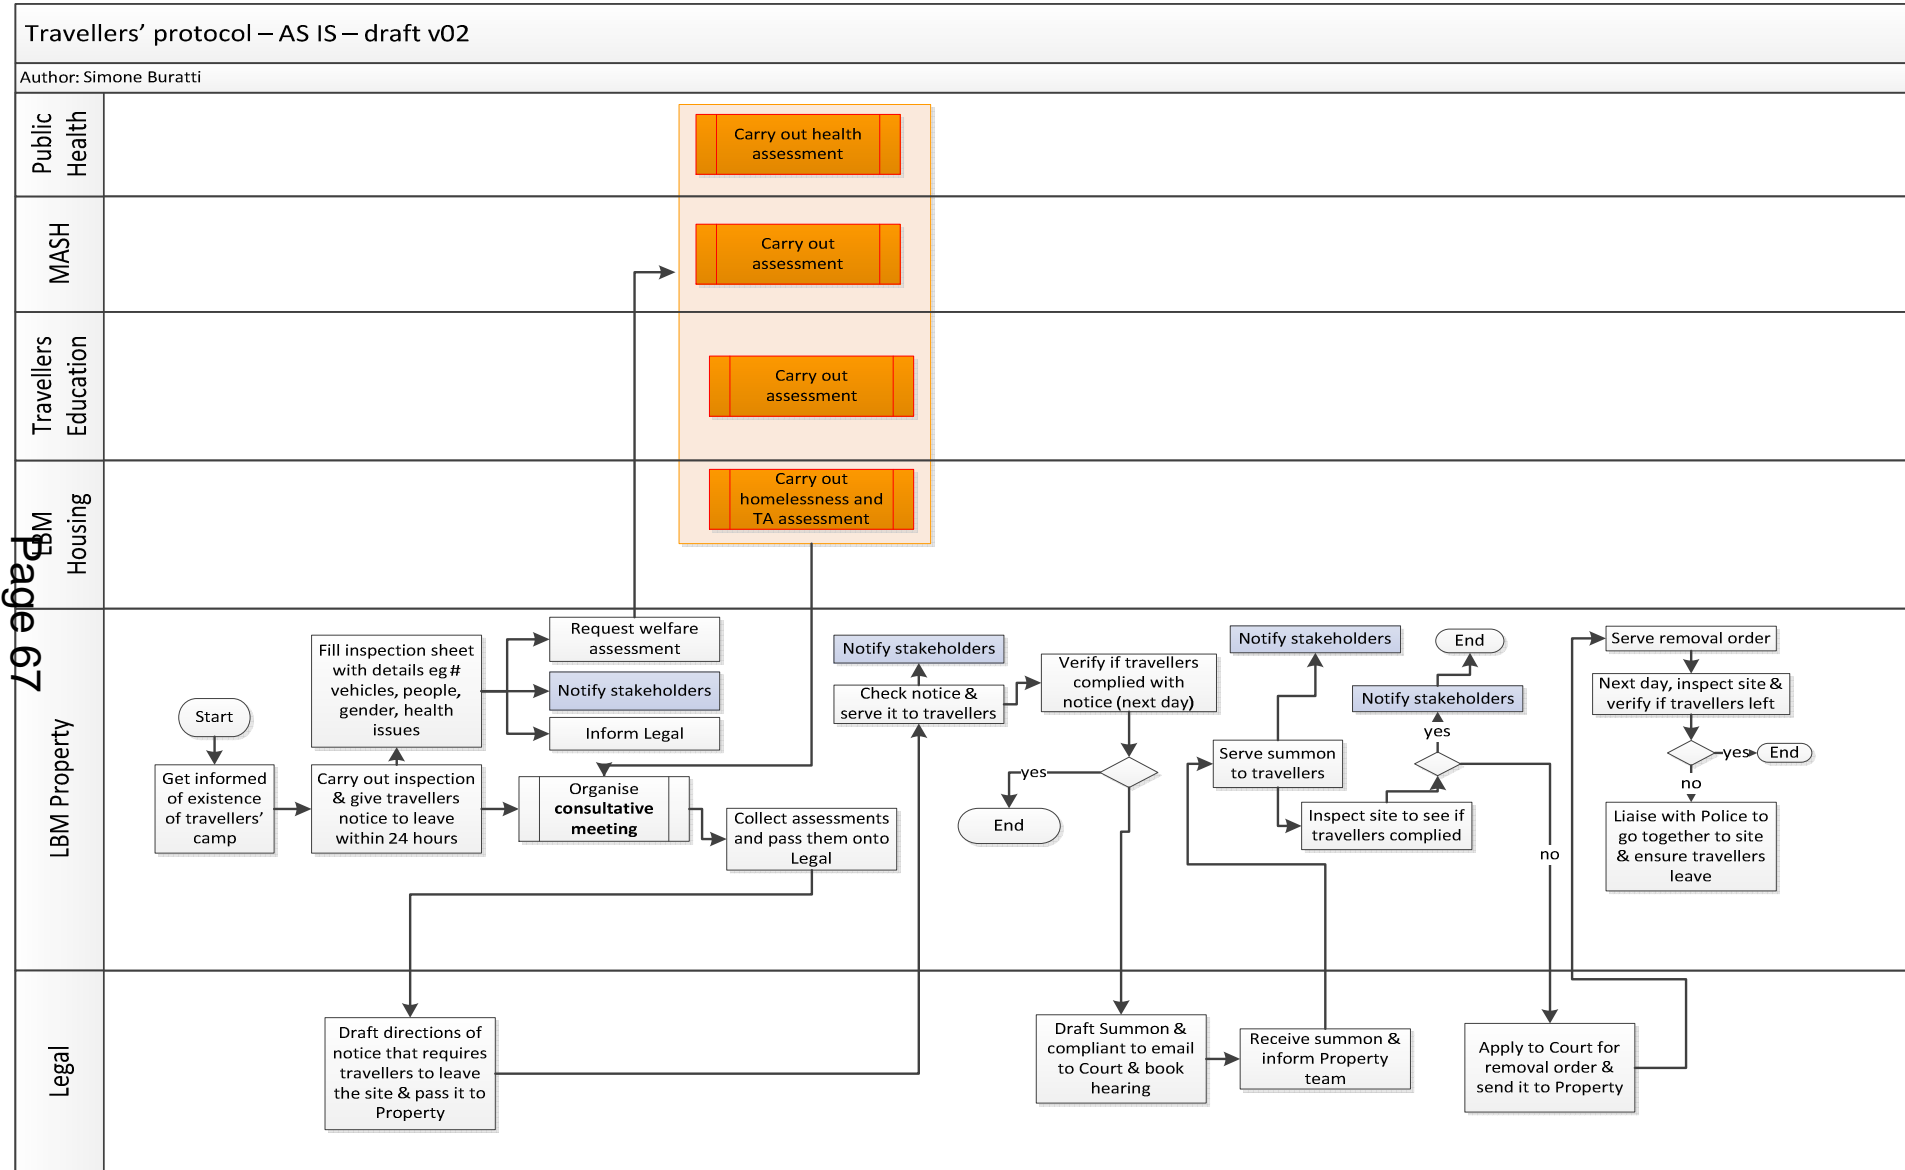 Travellers’ protocol – AS IS – draft v02
Author: Simone Buratti
Public
Health
Carry out health
assessment
MASH
Carry out
assessment
Travellers
Education
Carry out
assessment
LBM
Housing
Carry out
homelessness and
TA assessment
Page 67
LBM Property
Start
Get informed
of existence
of travellers’
camp
Fill inspection sheet
with details eg #
vehicles, people,
gender, health
issues
Carry out inspection
& give travellers
notice to leave
within 24 hours
Request welfare
assessment
Notify stakeholders
Inform Legal
Organise
consultative
meeting
Collect assessments
and pass them onto
Legal
Notify stakeholders
Check notice &
serve it to travellers
Verify if travellers
complied with
notice (next day)
yes
End
Notify stakeholders
Serve summon
to travellers
Inspect site to see if
travellers complied
End
Notify stakeholders
yes
no
Serve removal order
Next day, inspect site &
verify if travellers left
yes
End
no
Liaise with Police to
go together to site
& ensure travellers
leave
Legal
Draft directions of
notice that requires
travellers to leave
the site & pass it to
Property
Draft Summon &
compliant to email
to Court & book
hearing
Receive summon &
inform Property
team
Apply to Court for
removal order &
send it to Property